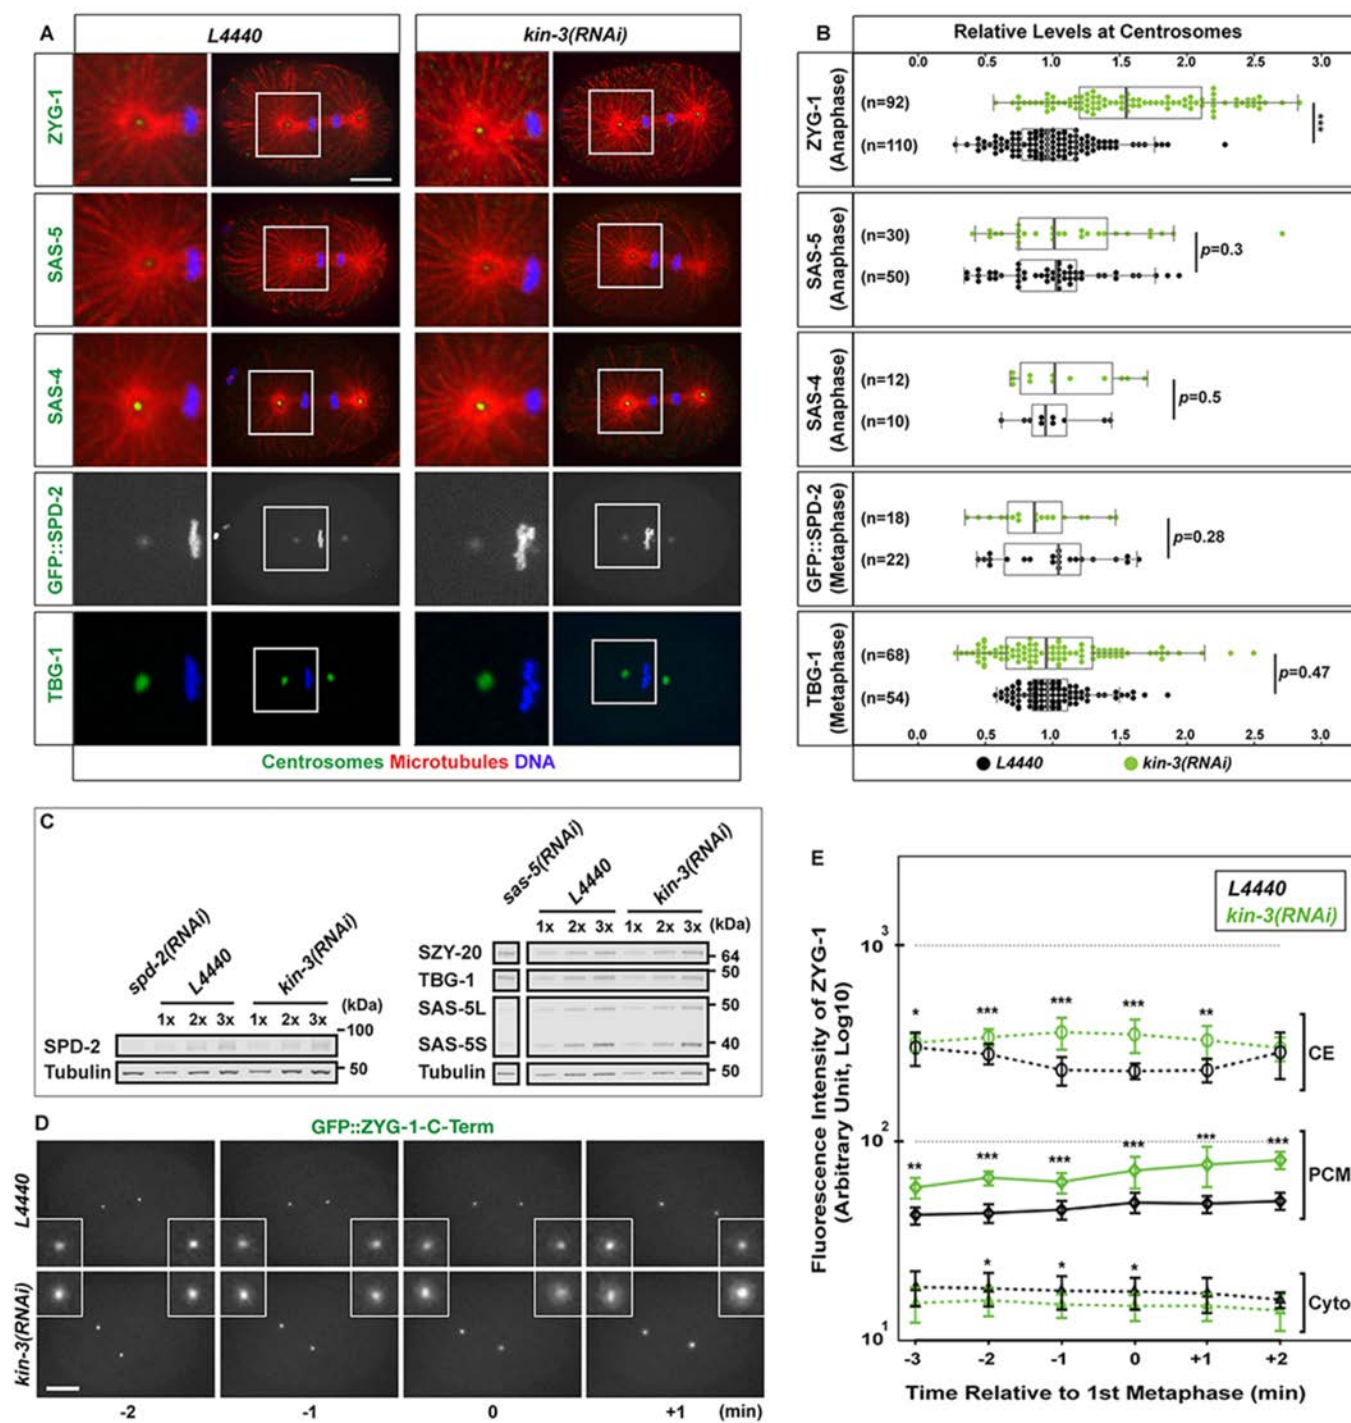 A
L4440
kin-3(RNAi)
ZYG-1
SAS-5
SAS-4
GFP::SPD-2
TBG-1
Centrosomes Microtubules DNA
B
Relative Levels at Centrosomes
0.0 0.5 1.0 1.5 2.0 2.5 3.0
ZYG-1
(Anaphase)
(n=92)
(n=110)
***
SAS-5
(Anaphase)
(n=30)
(n=50)
p=0.3
SAS-4
(Anaphase)
(n=12)
(n=10)
p=0.5
GFP::SPD-2
(Metaphase)
(n=18)
(n=22)
p=0.28
TBG-1
(Metaphase)
(n=68)
(n=54)
p=0.47
0.0 0.5 1.0 1.5 2.0 2.5 3.0
L4440 kin-3(RNAi)
C
spd-2(RNAi)
L4440
kin-3(RNAi)
1x 2x 3x 1x 2x 3x
(kDa)
100
SPD-2
Tubulin
50
sas-5(RNAi)
L4440
kin-3(RNAi)
1x 2x 3x 1x 2x 3x (kDa)
SZY-20
64
TBG-1
50
SAS-5L
50
SAS-5S
40
Tubulin
50
D
GFP::ZYG-1-C-Term
L4440
kin-3(RNAi)
-2 -1 0 +1 (min)
E
L4440
kin-3(RNAi)
Fluorescence Intensity of ZYG-1
(Arbitrary Unit, Log10)
10³
* *** *** *** **
CE
10²
** *** *** *** *** ***
PCM
* * *
Cyto
10¹
-3 -2 -1 0 +1 +2
Time Relative to 1st Metaphase (min)